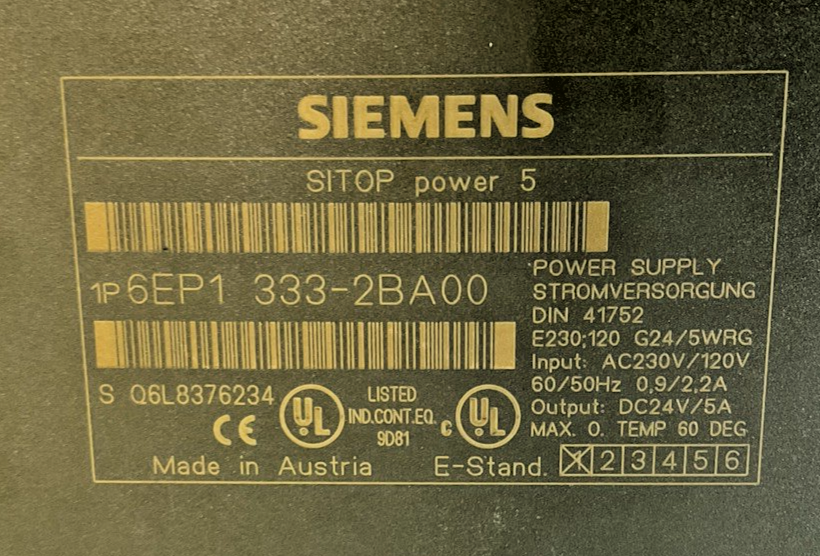 SIEMENS
SITOP power 5
1P 6EP1 333-2BA00
POWER SUPPLY
STROMVERSORGUNG
DIN 41752
E230;120 G24/5WRG
Input: AC230V/120V
60/50Hz 0,9/2,2A
Output: DC24V/5A
MAX. O. TEMP 60 DEG
S Q6L8376234
CE
UL
LISTED
IND.CONT.EQ.
9D81
c UL
Made in Austria
E-Stand. 1 2 3 4 5 6